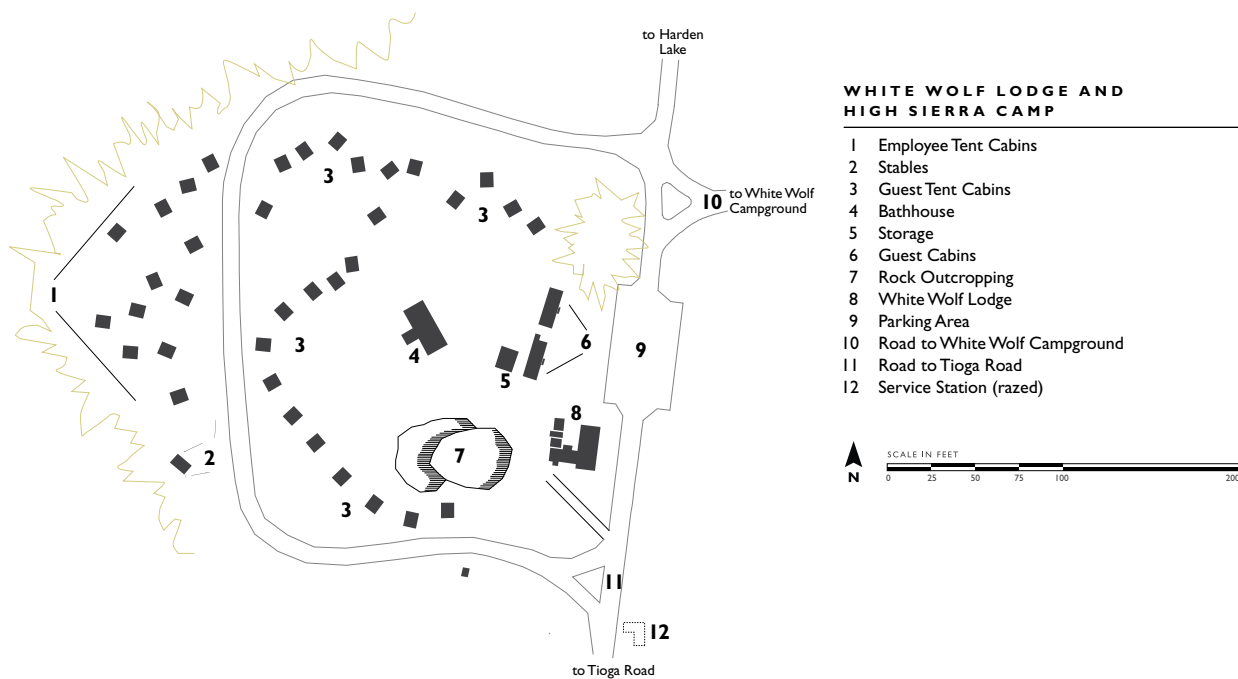 to Harden
Lake
3
3
10
to White Wolf
Campground
1
3
4
6
5
9
8
2
7
3
11
12
to Tioga Road
WHITE WOLF LODGE AND
HIGH SIERRA CAMP
1 Employee Tent Cabins
2 Stables
3 Guest Tent Cabins
4 Bathhouse
5 Storage
6 Guest Cabins
7 Rock Outcropping
8 White Wolf Lodge
9 Parking Area
10 Road to White Wolf Campground
11 Road to Tioga Road
12 Service Station (razed)
N
SCALE IN FEET
0 25 50 75 100 200